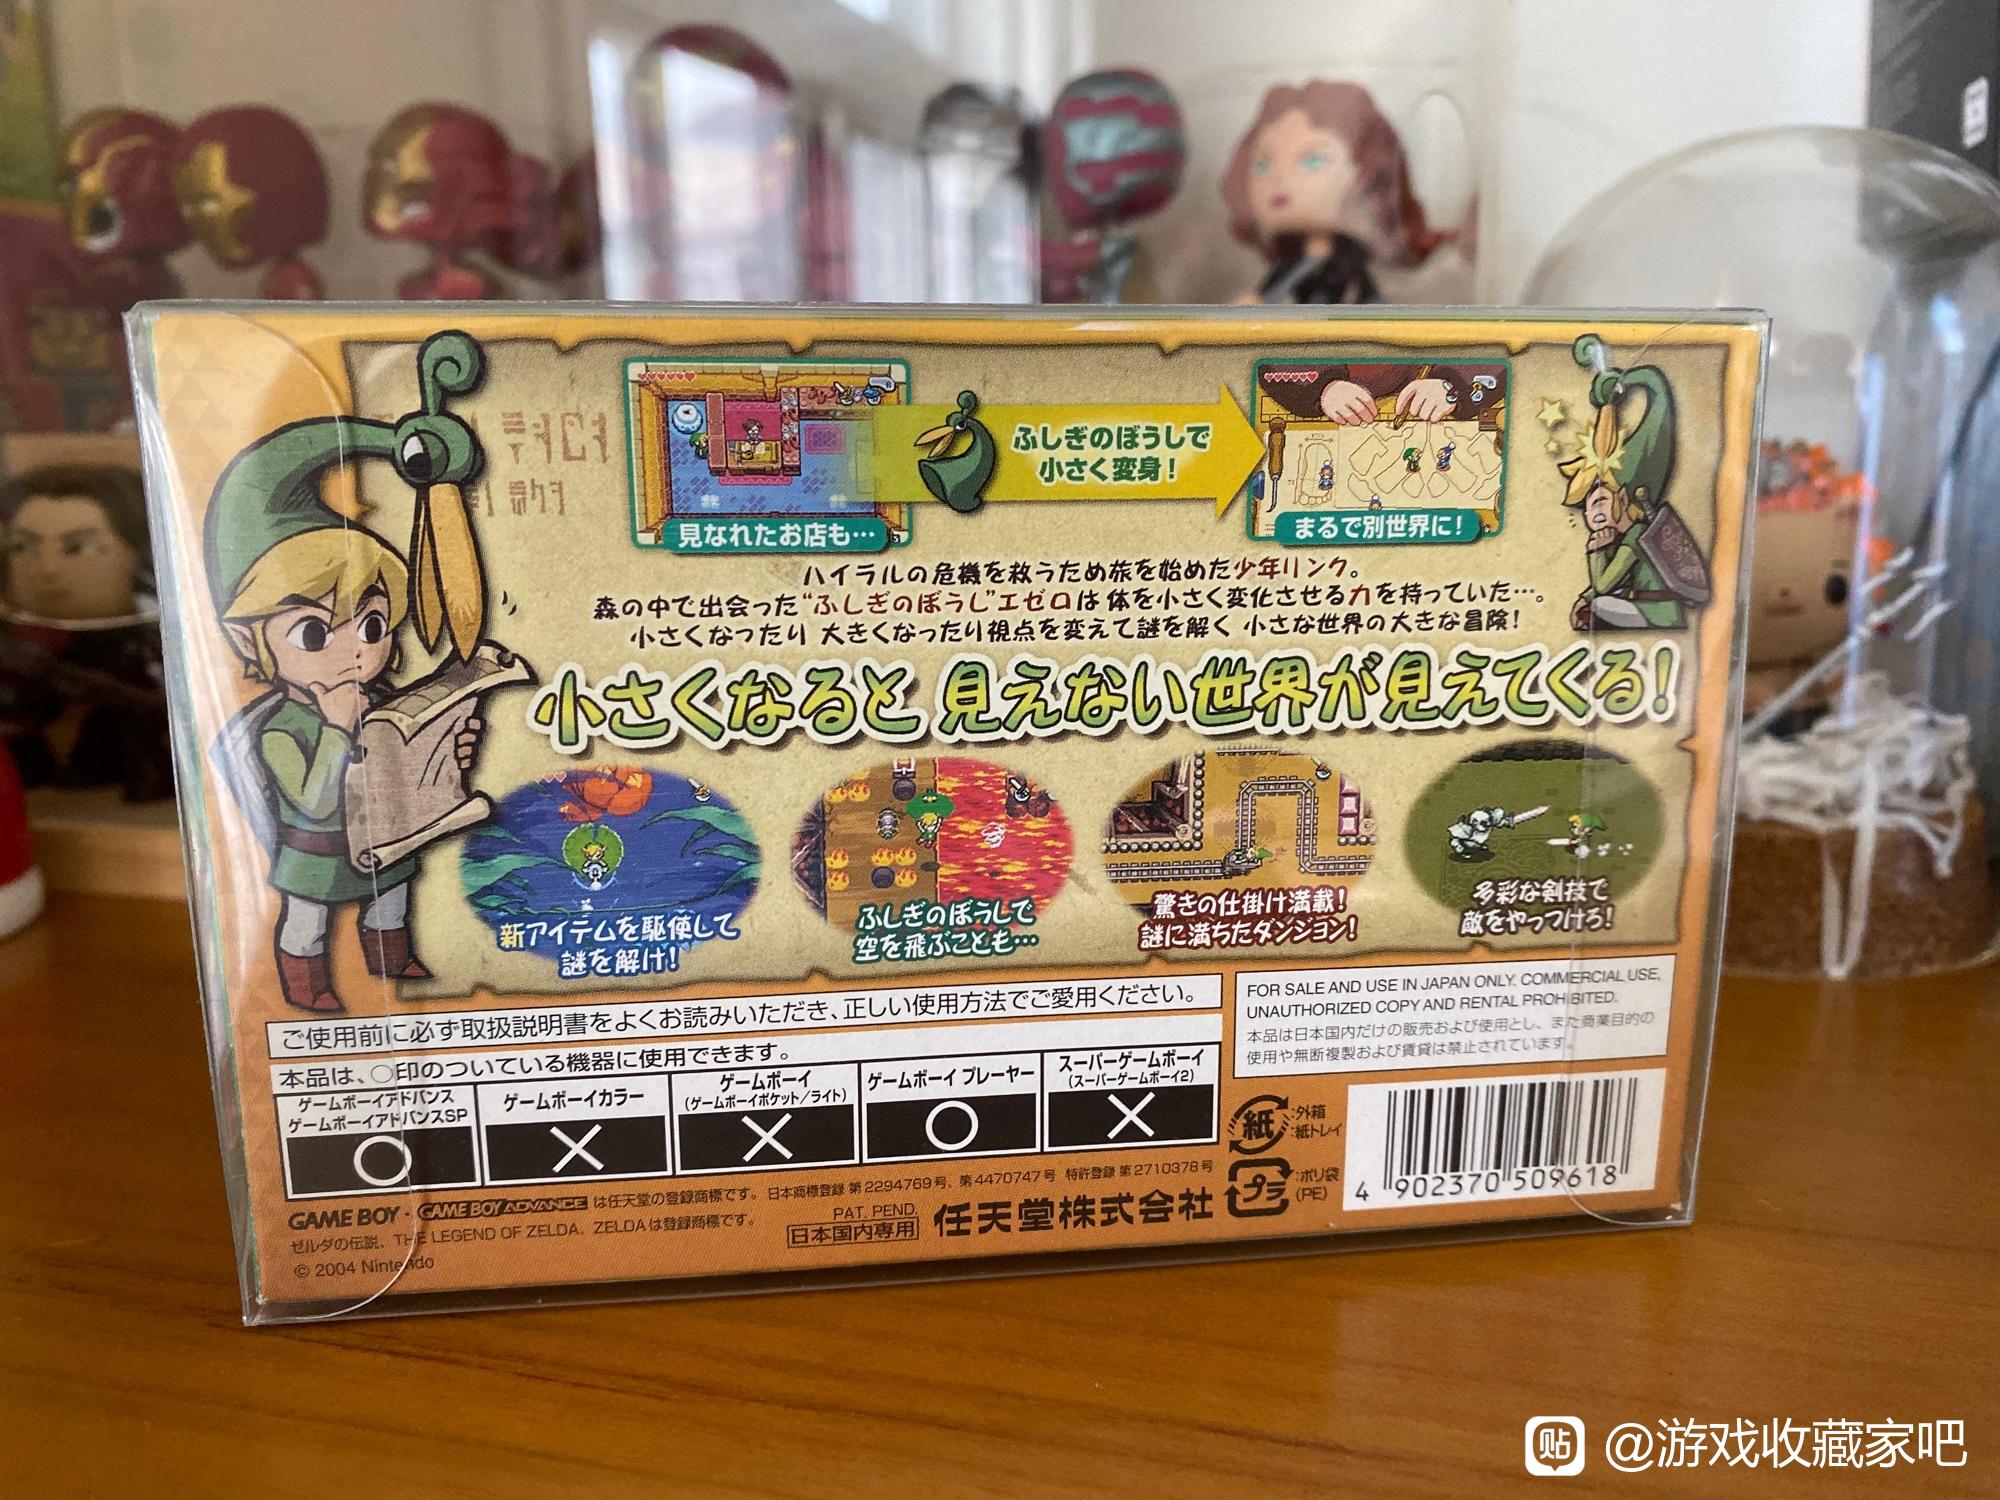 ふしぎのぼうしで
小さく変身！
見なれたお店も…
まるで別世界に！
ハイラルの危機を救うため旅を始めた少年リンク。
森の中で出会った“ふしぎのぼうし”エゼロは体を小さく変化させる力を持っていた…。
小さくなったり 大きくなったり視点を変えて謎を解く 小さな世界の大きな冒険！
小さくなると 見えない世界が見えてくる！
新アイテムを駆使して
謎を解け！
ふしぎのぼうしで
空を飛ぶことも…
驚きの仕掛け満載！
謎に満ちたダンジョン！
多彩な剣技で
敵をやっつけろ！
ご使用前に必ず取扱説明書をよくお読みいただき、正しい使用方法でご愛用ください。
本品は、○印のついている機器に使用できます。
ゲームボーイアドバンス
ゲームボーイアドバンスSP
○
ゲームボーイカラー
×
ゲームボーイ
（ゲームボーイポケット／ライト）
×
ゲームボーイ プレーヤー
○
スーパーゲームボーイ
（スーパーゲームボーイ2）
×
FOR SALE AND USE IN JAPAN ONLY. COMMERCIAL USE,
UNAUTHORIZED COPY AND RENTAL PROHIBITED.
本品は日本国内だけの販売および使用とし、また商業目的の
使用や無断複製および賃貸は禁止されています。
紙
:外箱
:紙トレイ
プラ
:ポリ袋
(PE)
4 902370 509618
GAME BOY・GAME BOY ADVANCE は任天堂の登録商標です。日本商標登録 第2294769号、第4470747号 特許登録 第2710378号
ゼルダの伝説、THE LEGEND OF ZELDA、ZELDAは登録商標です。
© 2004 Nintendo
PAT. PEND.
日本国内専用
任天堂株式会社
貼 @游戏收藏家吧